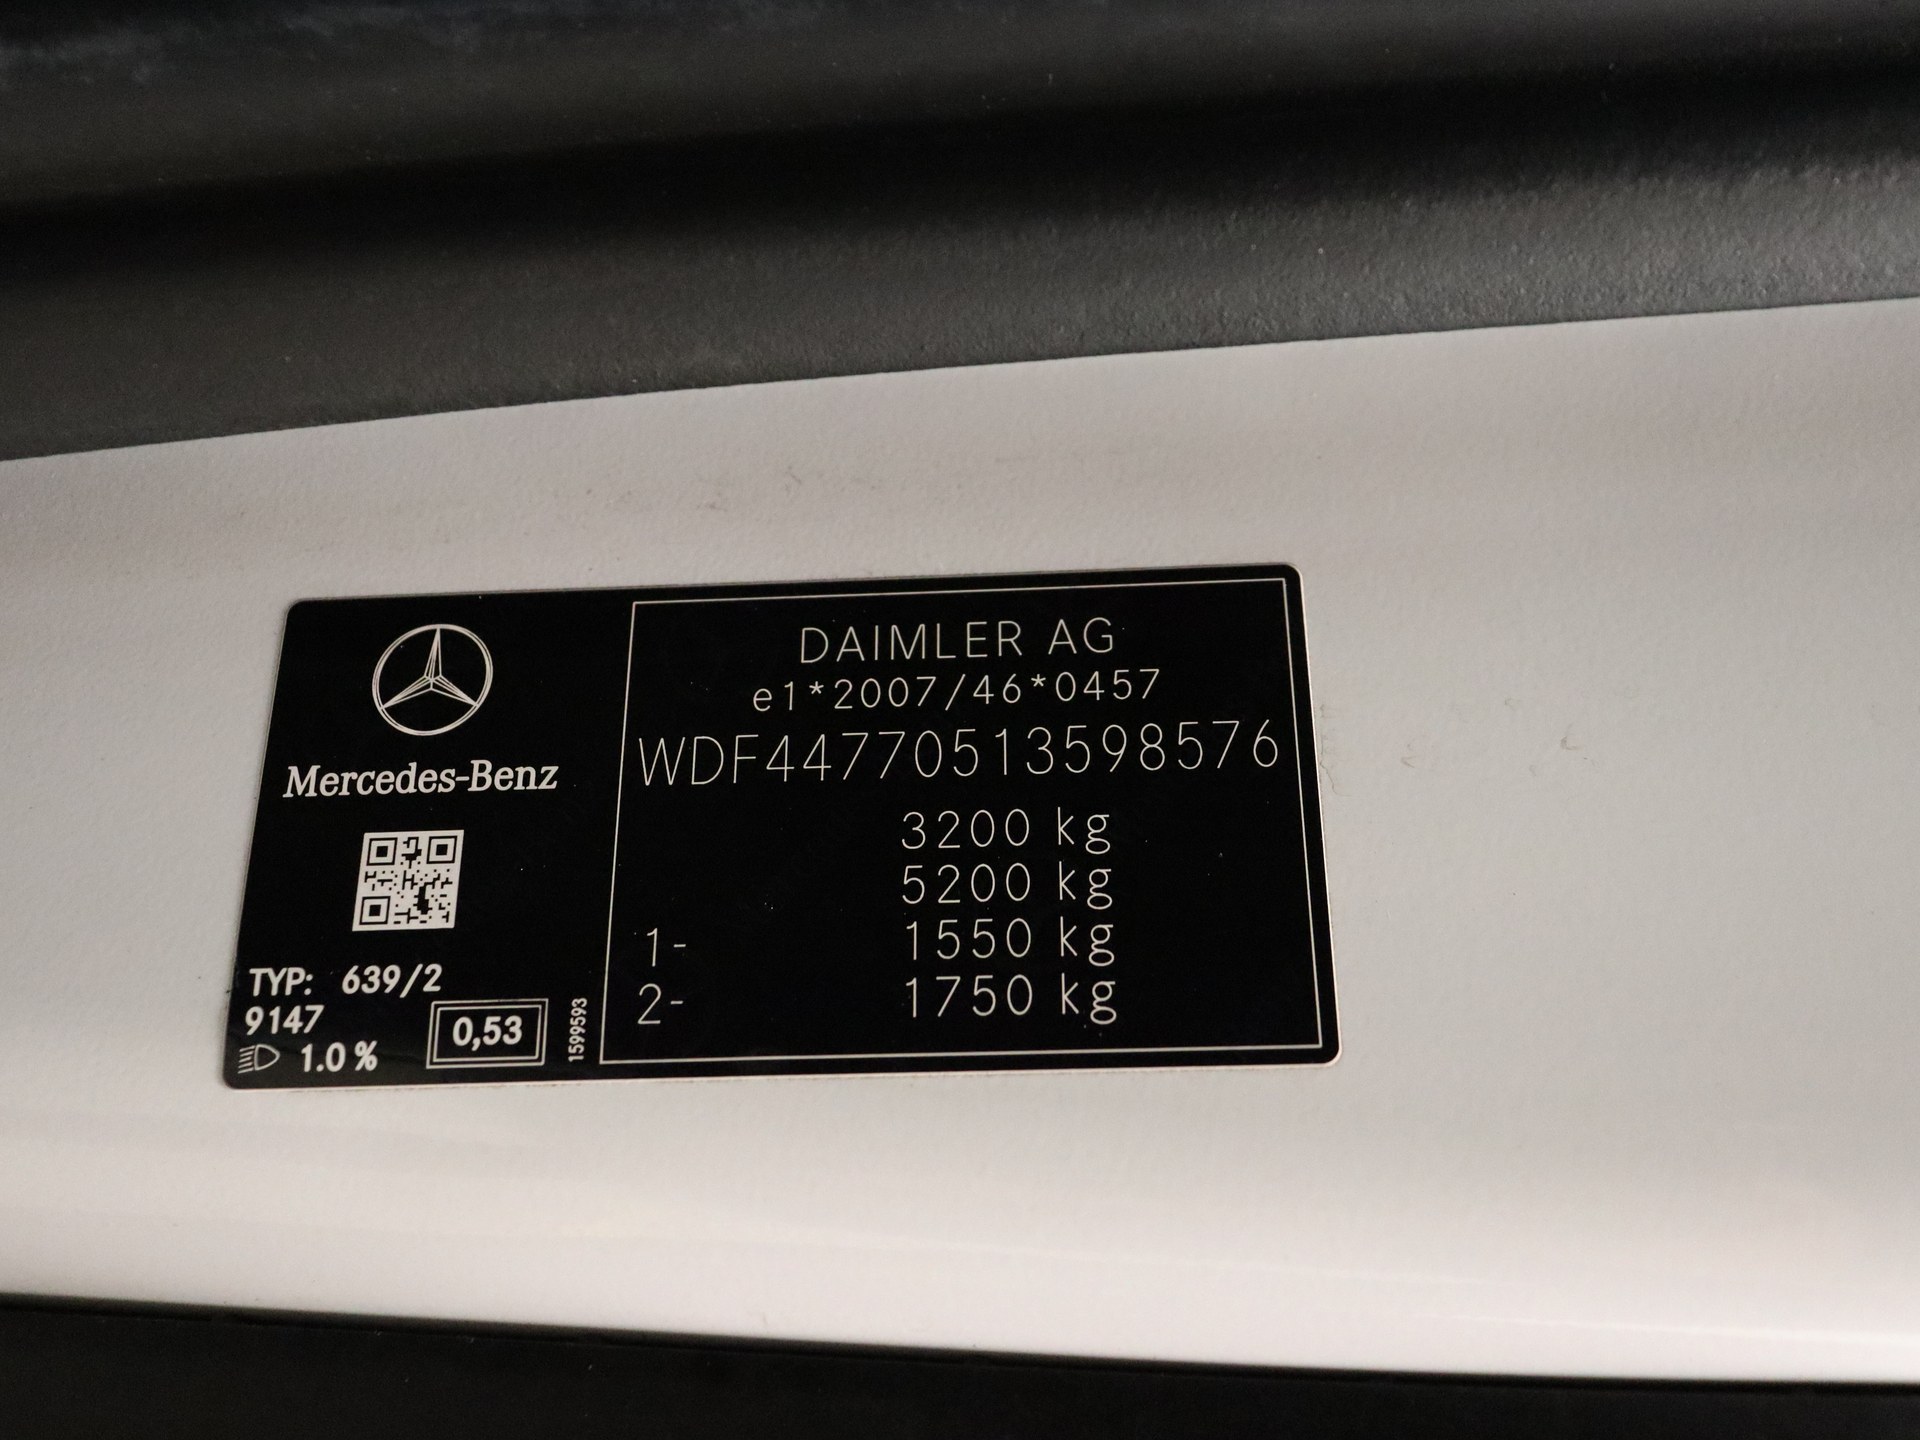 Mercedes-Benz
TYP: 639/2
9147
1.0 %
0,53
1599593
DAIMLER AG
e1*2007/46*0457
WDF44770513598576
3200 kg
5200 kg
1- 1550 kg
2- 1750 kg